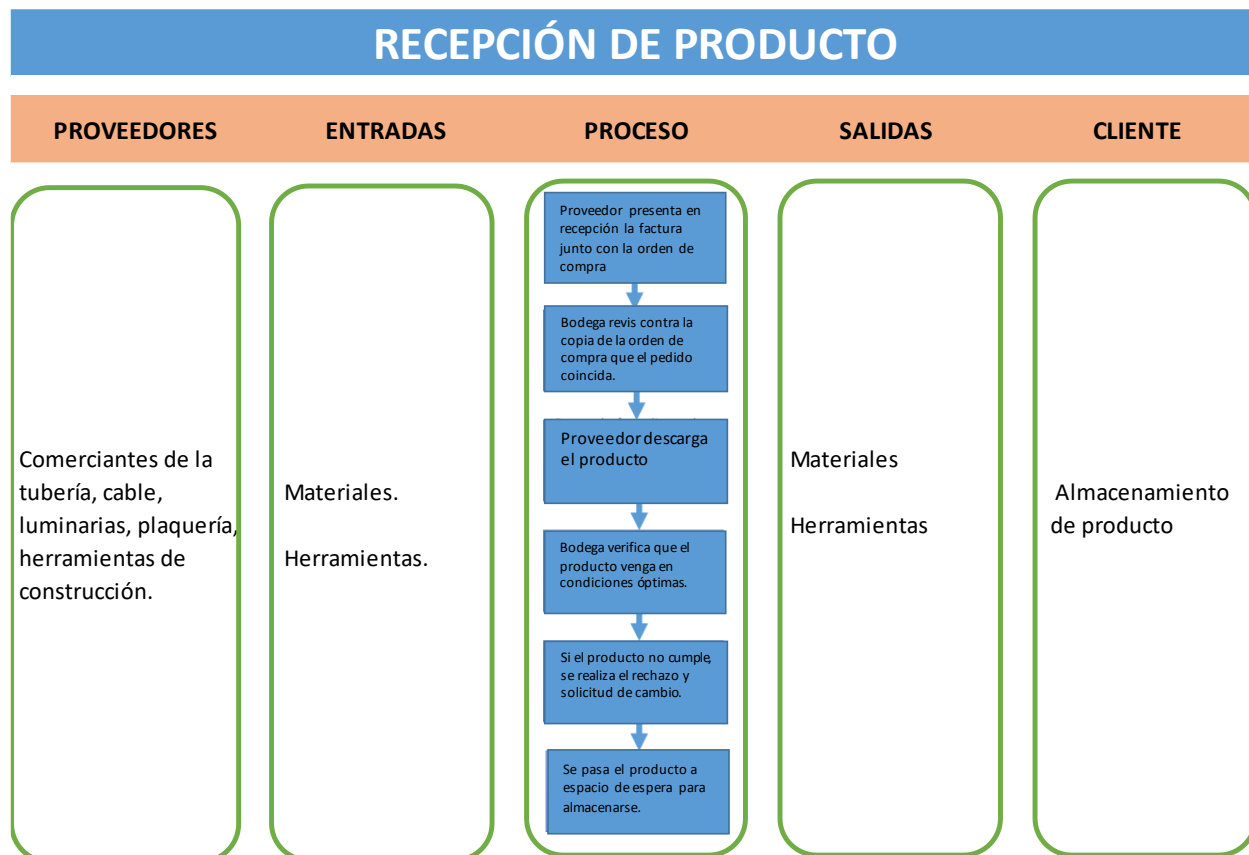 RECEPCIÓN DE PRODUCTO
PROVEEDORES
ENTRADAS
PROCESO
SALIDAS
CLIENTE
Comerciantes de la
tubería, cable,
luminarias, plaquería,
herramientas de
construcción.
Materiales.
Herramientas.
Proveedor presenta en
recepción la factura
junto con la orden de
compra
Bodega revis contra la
copia de la orden de
compra que el pedido
coincida.
Proveedor descarga
el producto
Bodega verifica que el
producto venga en
condiciones óptimas.
Si el producto no cumple,
se realiza el rechazo y
solicitud de cambio.
Se pasa el producto a
espacio de espera para
almacenarse.
Materiales
Herramientas
Almacenamiento
de producto